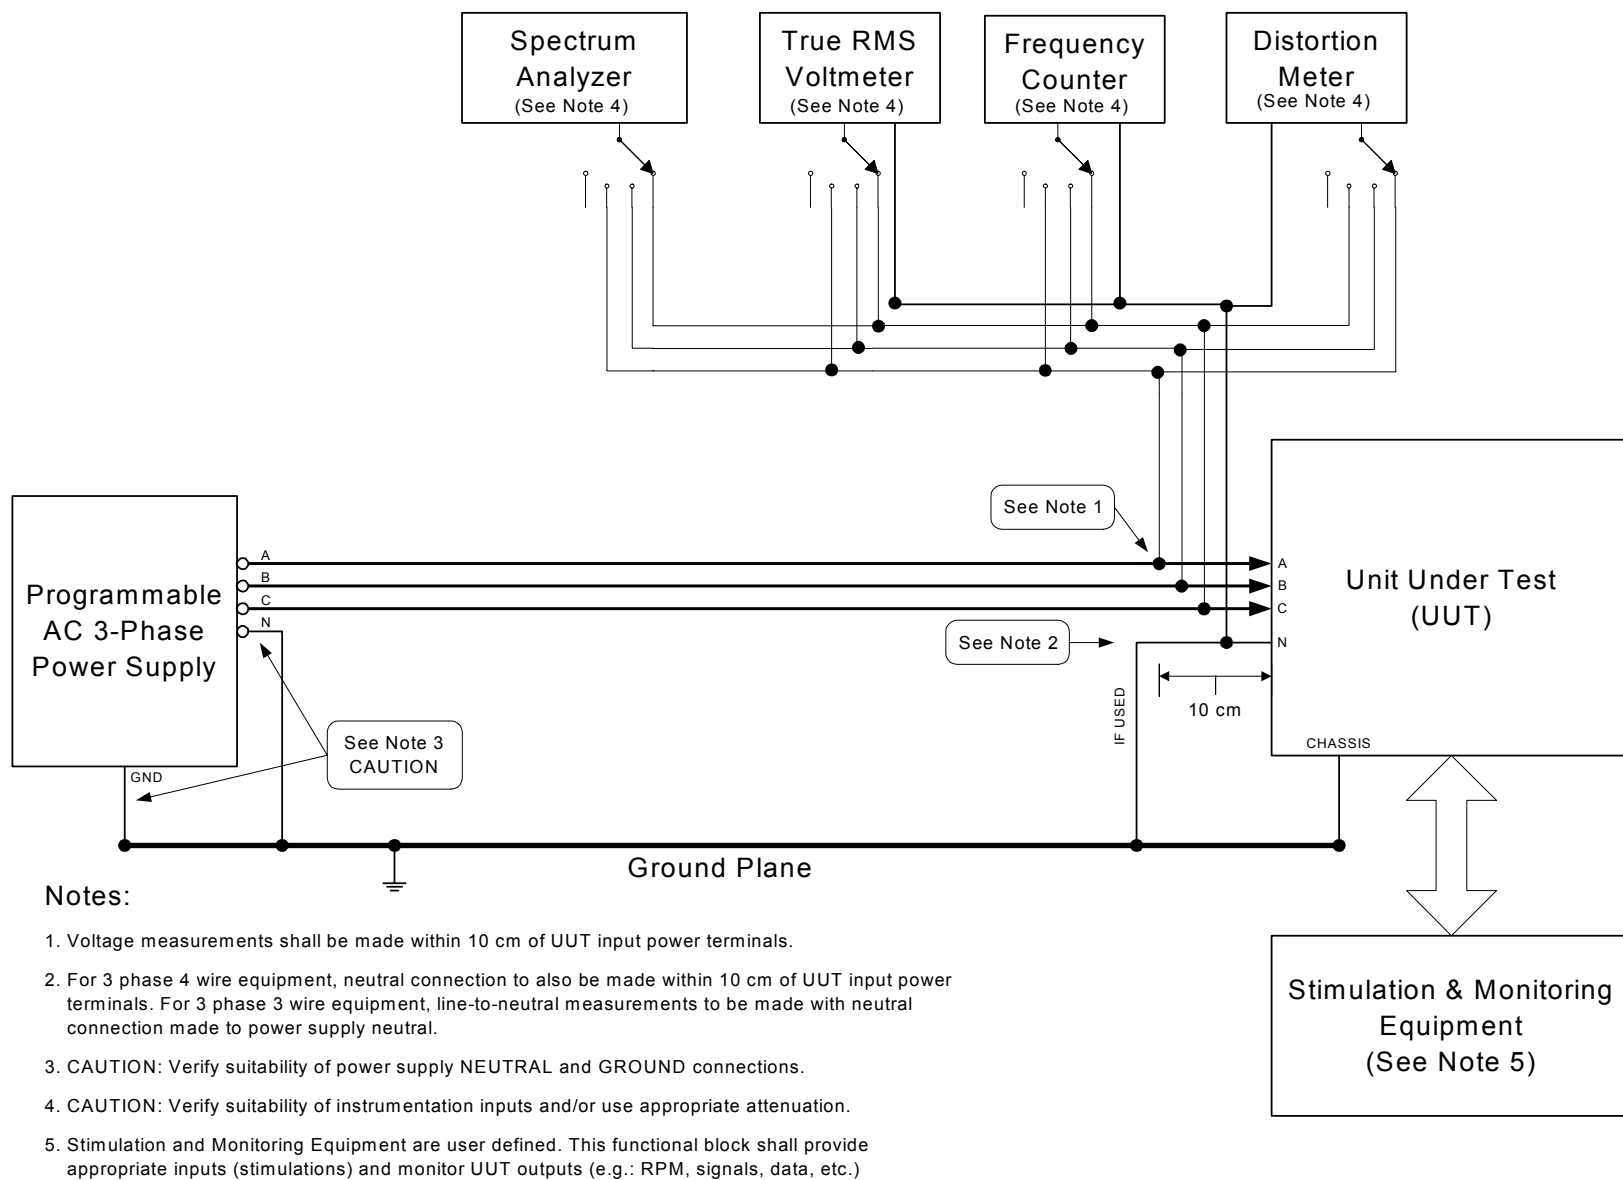 Spectrum
Analyzer
(See Note 4)
True RMS
Voltmeter
(See Note 4)
Frequency
Counter
(See Note 4)
Distortion
Meter
(See Note 4)
See Note 1
Programmable
AC 3-Phase
Power Supply
A
B
C
N
GND
See Note 3
CAUTION
See Note 2
IF USED
10 cm
A
B
C
N
Unit Under Test
(UUT)
CHASSIS
Ground Plane
Stimulation & Monitoring
Equipment
(See Note 5)
Notes:
1. Voltage measurements shall be made within 10 cm of UUT input power terminals.
2. For 3 phase 4 wire equipment, neutral connection to also be made within 10 cm of UUT input power
terminals. For 3 phase 3 wire equipment, line-to-neutral measurements to be made with neutral
connection made to power supply neutral.
3. CAUTION: Verify suitability of power supply NEUTRAL and GROUND connections.
4. CAUTION: Verify suitability of instrumentation inputs and/or use appropriate attenuation.
5. Stimulation and Monitoring Equipment are user defined. This functional block shall provide
appropriate inputs (stimulations) and monitor UUT outputs (e.g.: RPM, signals, data, etc.)